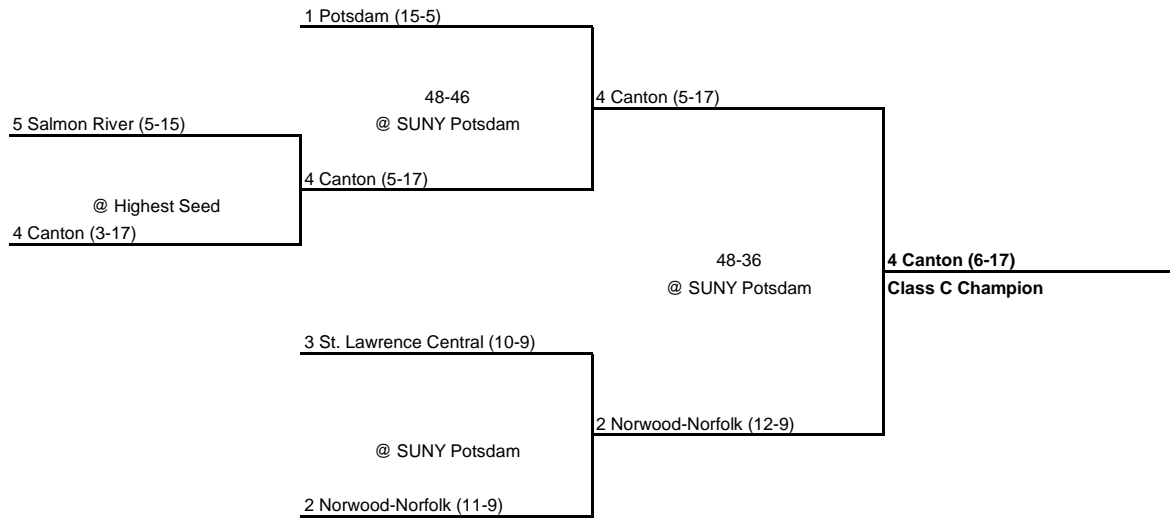 1 Potsdam (15-5)
48-46
4 Canton (5-17)
5 Salmon River (5-15)
@ SUNY Potsdam
4 Canton (5-17)
@ Highest Seed
4 Canton (3-17)
48-36
4 Canton (6-17)
@ SUNY Potsdam
Class C Champion
3 St. Lawrence Central (10-9)
2 Norwood-Norfolk (12-9)
@ SUNY Potsdam
2 Norwood-Norfolk (11-9)